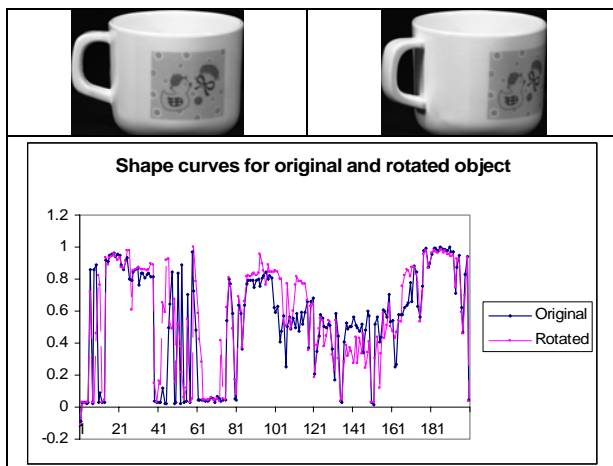 Shape curves for original and rotated object
1.2
1
0.8
0.6
0.4
0.2
0
-0.2
1 21 41 61 81 101 121 141 161 181
Original
Rotated